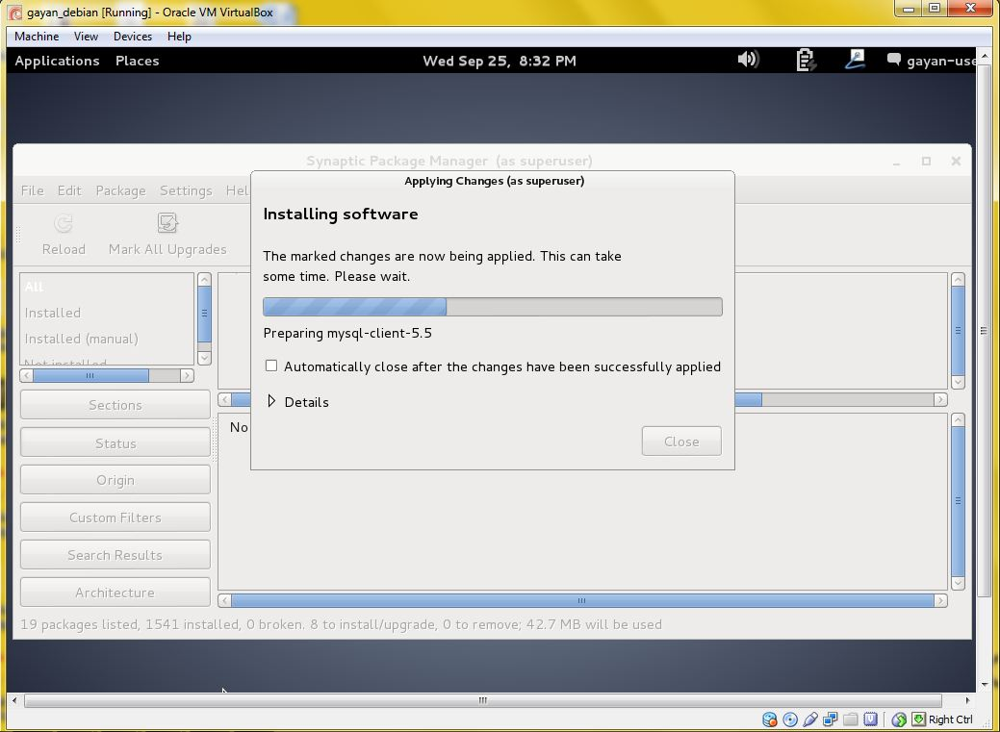 gayan_debian [Running] - Oracle VM VirtualBox
Machine View Devices Help
Applications Places Wed Sep 25, 8:32 PM gayan-use
Synaptic Package Manager (as superuser)
File Edit Package Settings Hel
Reload Mark All Upgrades
All
Installed
Installed (manual)
Not installed
Sections
Status
Origin
Custom Filters
Search Results
Architecture
No
Applying Changes (as superuser)
Installing software
The marked changes are now being applied. This can take
some time. Please wait.
Preparing mysql-client-5.5
Automatically close after the changes have been successfully applied
Details
Close
19 packages listed, 1541 installed, 0 broken. 8 to install/upgrade, 0 to remove; 42.7 MB will be used
Right Ctrl